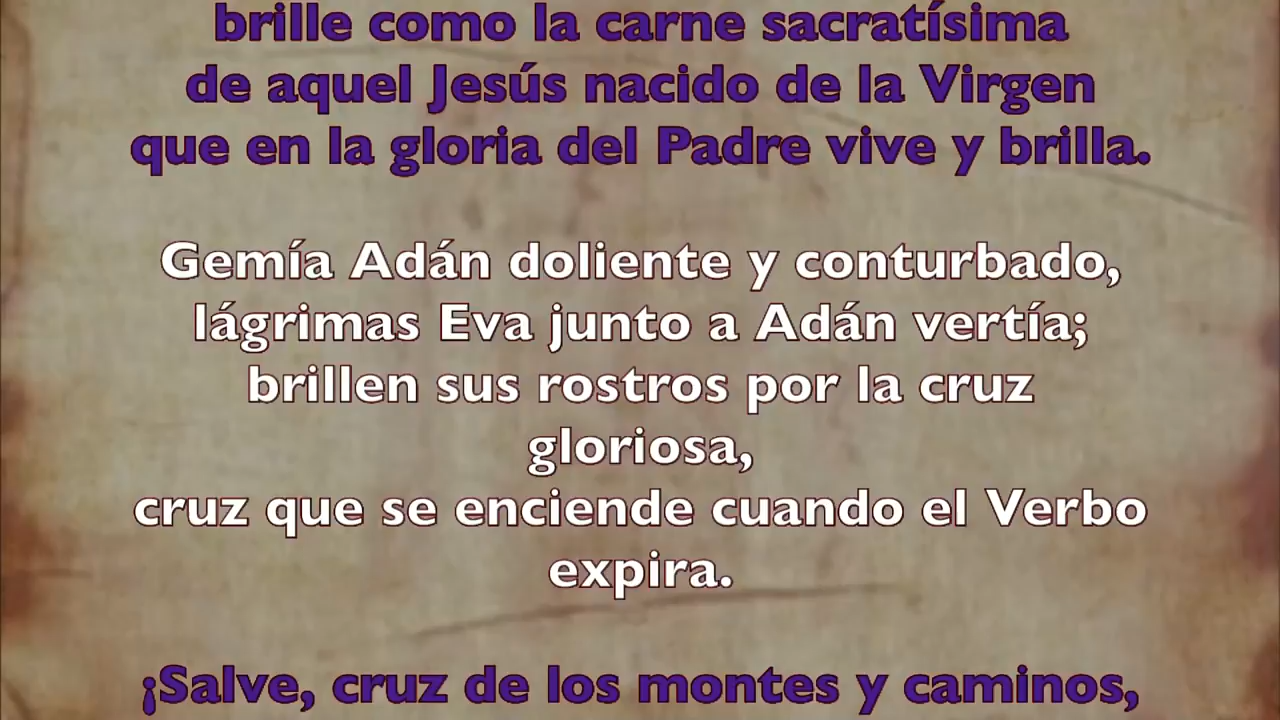 brille como la carne sacratísima
de aquel Jesús nacido de la Virgen
que en la gloria del Padre vive y brilla.
Gemía Adán doliente y conturbado,
lágrimas Eva junto a Adán vertía;
brillen sus rostros por la cruz
gloriosa,
cruz que se enciende cuando el Verbo
expira.
¡Salve, cruz de los montes y caminos,